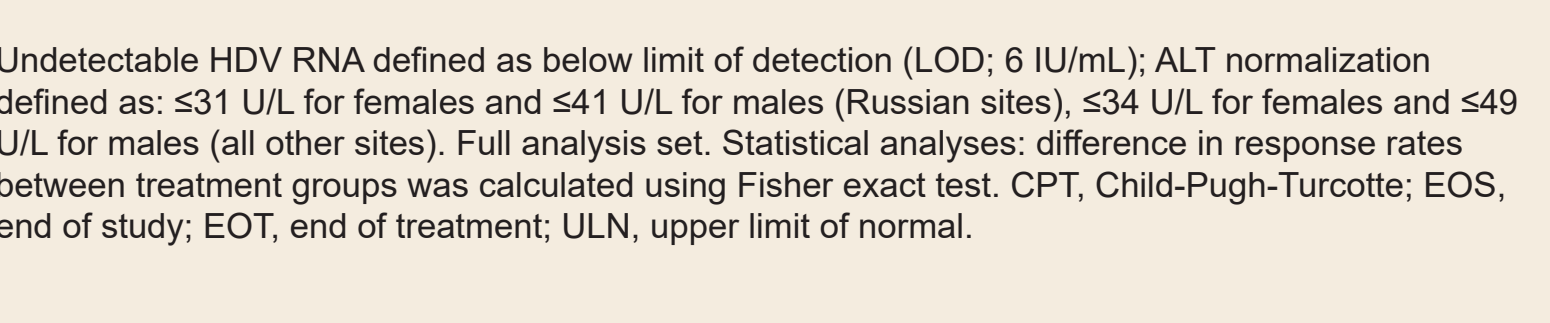 Undetectable HDV RNA defined as below limit of detection (LOD; 6 IU/mL); ALT normalization
defined as: ≤31 U/L for females and ≤41 U/L for males (Russian sites), ≤34 U/L for females and ≤49
U/L for males (all other sites). Full analysis set. Statistical analyses: difference in response rates
between treatment groups was calculated using Fisher exact test. CPT, Child-Pugh-Turcotte; EOS,
end of study; EOT, end of treatment; ULN, upper limit of normal.